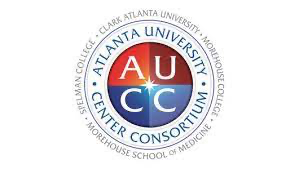 SPELMAN COLLEGE • CLARK ATLANTA UNIVERSITY • MOREHOUSE COLLEGE
• MOREHOUSE SCHOOL OF MEDICINE •
• ATLANTA UNIVERSITY •
CENTER CONSORTIUM
AU
CC